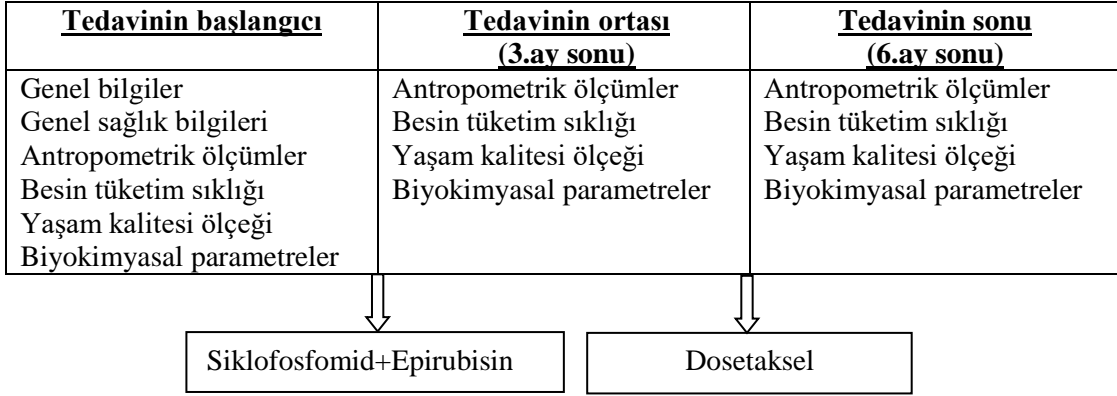 Tedavinin başlangıcı
Tedavinin ortası
(3.ay sonu)
Tedavinin sonu
(6.ay sonu)
Genel bilgiler
Genel sağlık bilgileri
Antropometrik ölçümler
Besin tüketim sıklığı
Yaşam kalitesi ölçeği
Biyokimyasal parametreler
Antropometrik ölçümler
Besin tüketim sıklığı
Yaşam kalitesi ölçeği
Biyokimyasal parametreler
Antropometrik ölçümler
Besin tüketim sıklığı
Yaşam kalitesi ölçeği
Biyokimyasal parametreler
Siklofosfomid+Epirubisin
Dosetaksel